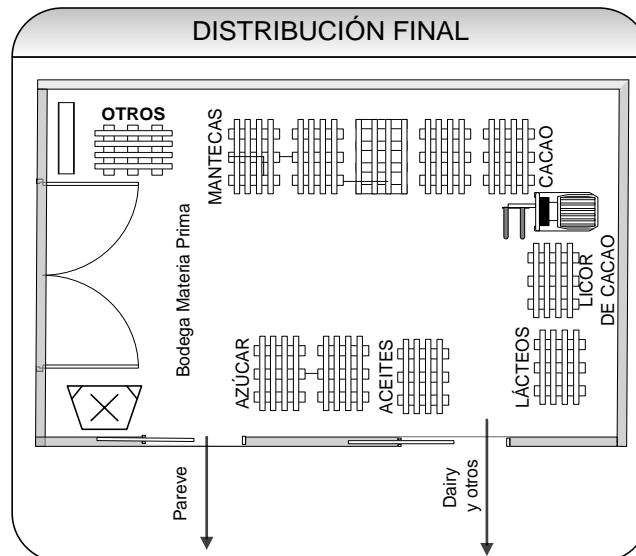 DISTRIBUCIÓN FINAL
OTROS
MANTECAS
CACAO
Bodega Materia Prima
LICOR
DE CACAO
AZÚCAR
ACEITES
LÁCTEOS
Pareve
Dairy
y otros